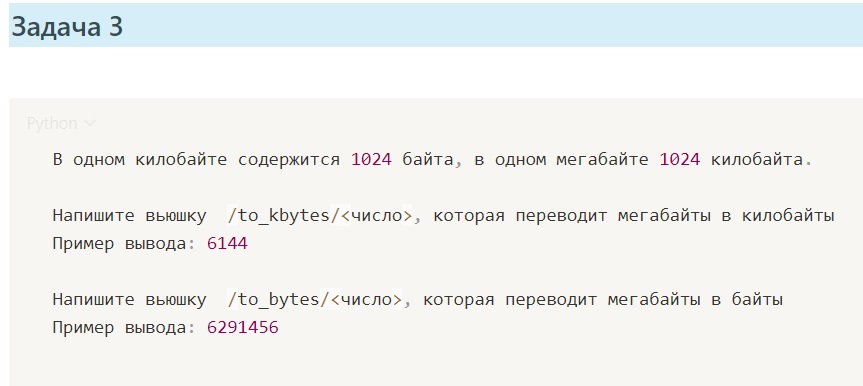 Задача 3
Python
В одном килобайте содержится 1024 байта, в одном мегабайте 1024 килобайта.
Напишите вьюшку /to_kbytes/<число>, которая переводит мегабайты в килобайты
Пример вывода: 6144
Напишите вьюшку /to_bytes/<число>, которая переводит мегабайты в байты
Пример вывода: 6291456